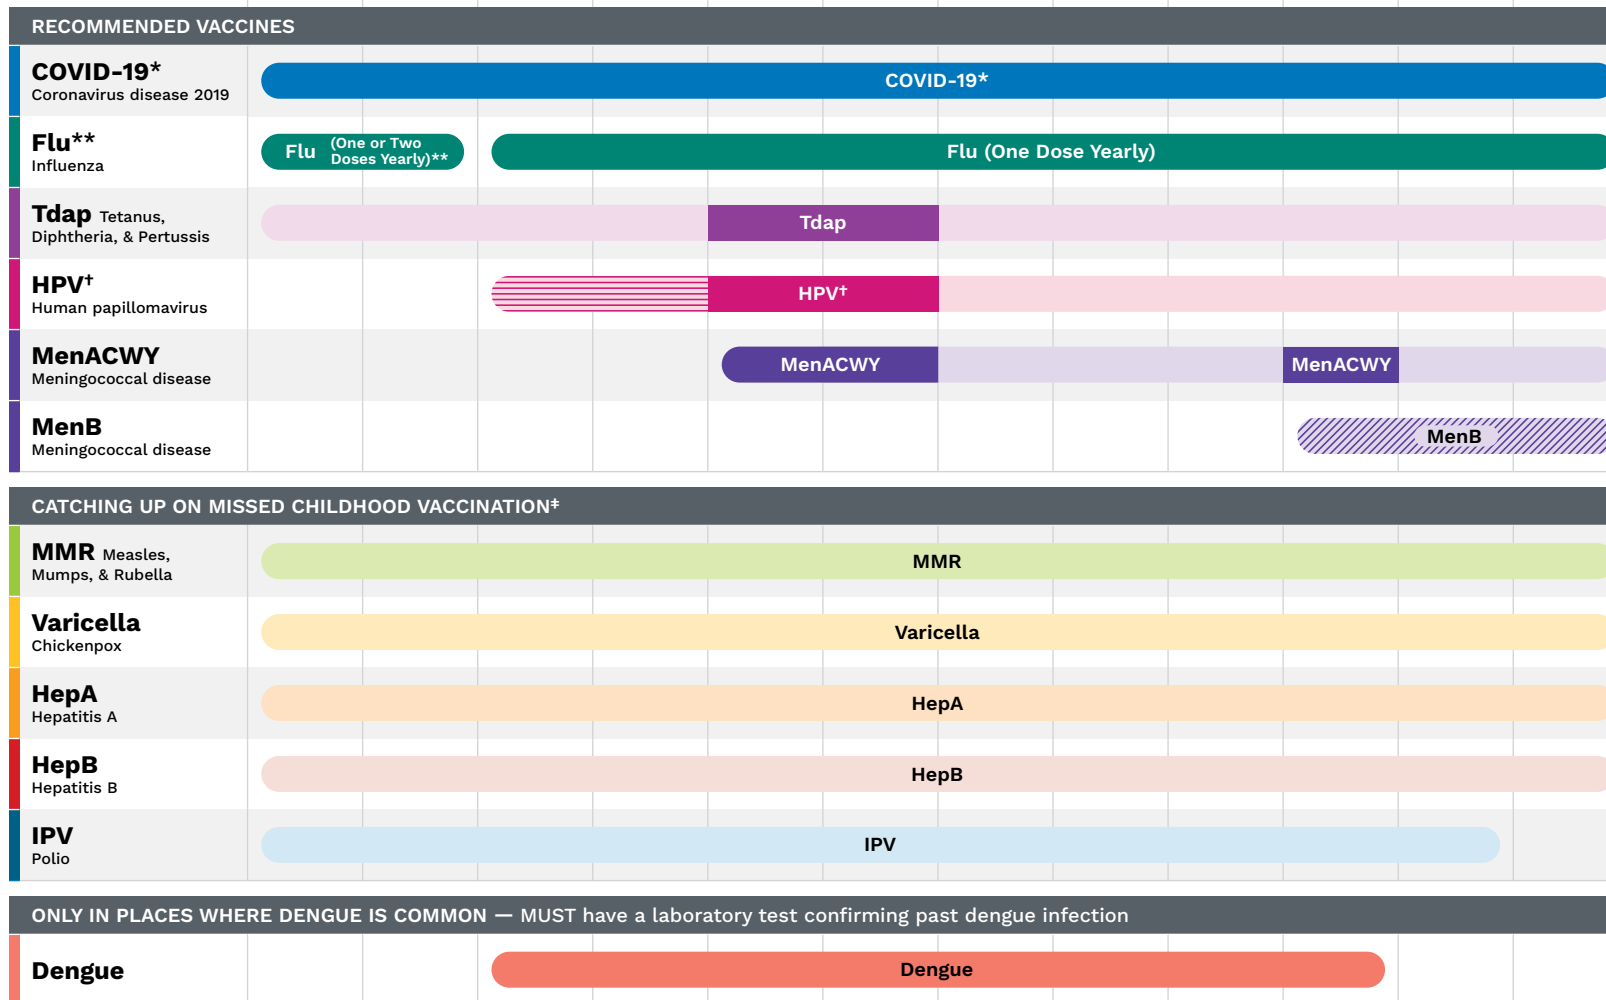 RECOMMENDED VACCINES
COVID-19*
Coronavirus disease 2019
COVID-19*
Flu**
Influenza
Flu (One or Two
Doses Yearly)**
Flu (One Dose Yearly)
Tdap Tetanus,
Diphtheria, & Pertussis
Tdap
HPV†
Human papillomavirus
HPV†
MenACWY
Meningococcal disease
MenACWY
MenACWY
MenB
Meningococcal disease
MenB
CATCHING UP ON MISSED CHILDHOOD VACCINATION‡
MMR Measles,
Mumps, & Rubella
MMR
Varicella
Chickenpox
Varicella
HepA
Hepatitis A
HepA
HepB
Hepatitis B
HepB
IPV
Polio
IPV
ONLY IN PLACES WHERE DENGUE IS COMMON — MUST have a laboratory test confirming past dengue infection
Dengue
Dengue